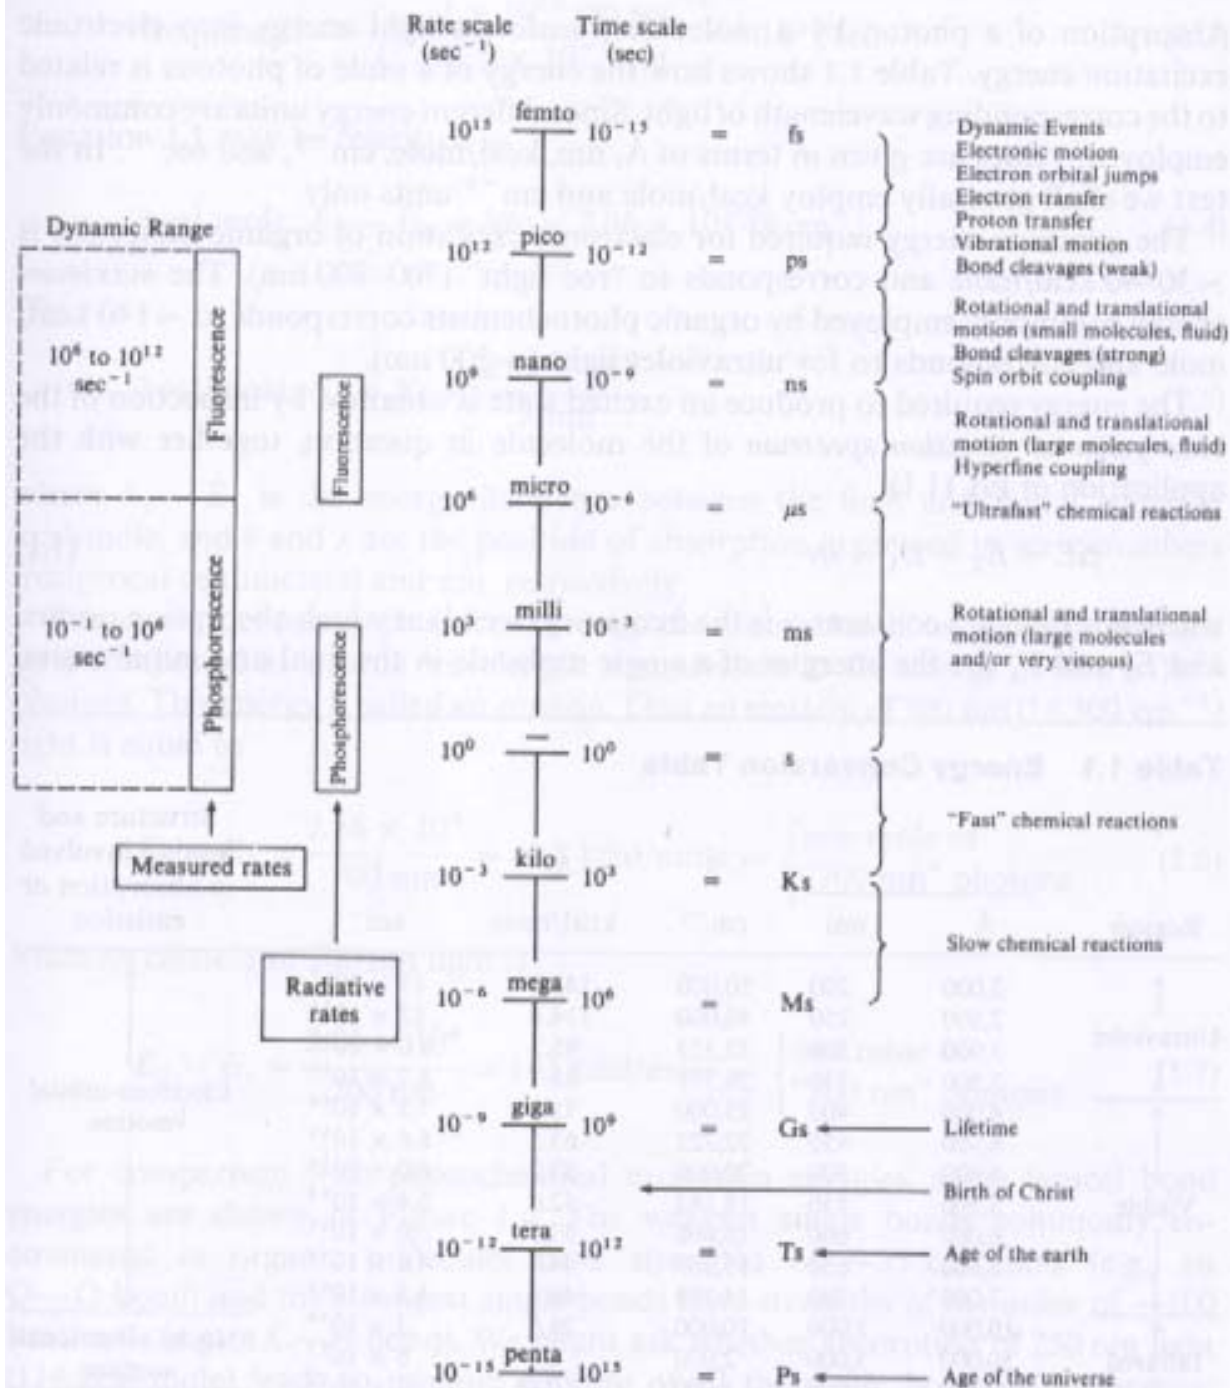 Rate scale Time scale
(sec⁻¹) (sec)
femto
10¹⁵ 10⁻¹⁵ = fs
Dynamic Events
Electronic motion
Electron orbital jumps
Electron transfer
Proton transfer
pico
10¹² 10⁻¹² = ps
Vibrational motion
Bond cleavages (weak)
Rotational and translational
motion (small molecules, fluid)
Bond cleavages (strong)
Spin orbit coupling
nano
10⁹ 10⁻⁹ = ns
Rotational and translational
motion (large molecules, fluid)
Hyperfine coupling
micro
10⁶ 10⁻⁶ = μs
"Ultrafast" chemical reactions
milli
10³ 10⁻³ = ms
Rotational and translational
motion (large molecules
and/or very viscous)
10⁰ 10⁰ = s
"Fast" chemical reactions
kilo
10⁻³ 10³ = Ks
Slow chemical reactions
mega
10⁻⁶ 10⁶ = Ms
giga
10⁻⁹ 10⁹ = Gs
Lifetime
Birth of Christ
tera
10⁻¹² 10¹² = Ts
Age of the earth
penta
10⁻¹⁵ 10¹⁵ = Ps
Age of the universe
Dynamic Range
10⁶ to 10¹²
sec⁻¹
10⁻¹ to 10⁶
sec⁻¹
Fluorescence
Phosphorescence
Fluorescence
Phosphorescence
Measured rates
Radiative
rates